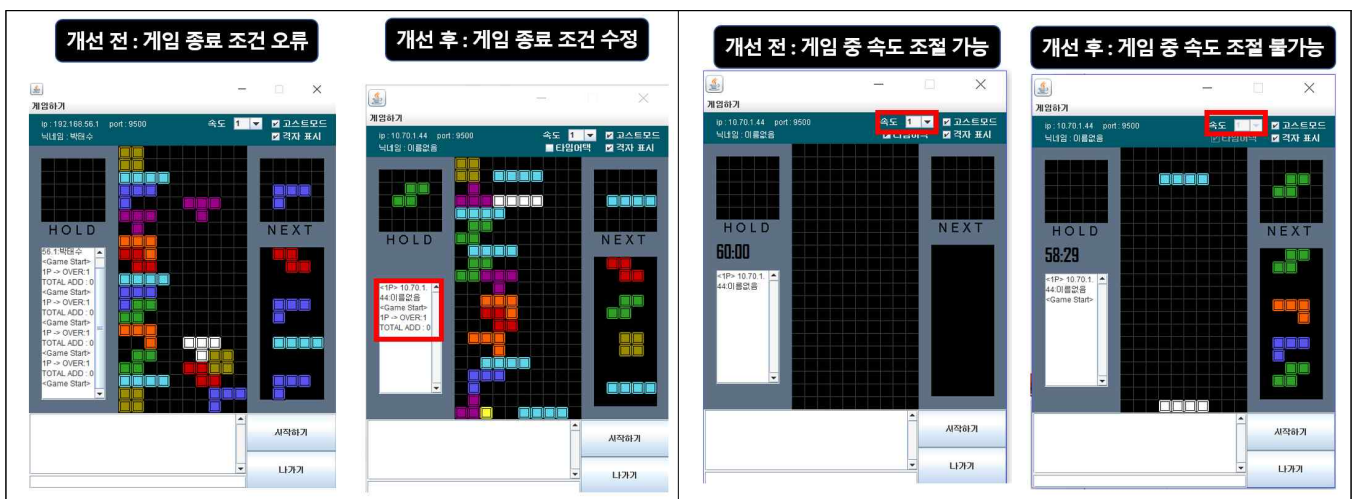 개선 전 : 게임 종료 조건 오류
게임하기
ip : 192.168.56.1 port : 9500
속도 1
고스트모드
닉네임 : 박태수
격자 표시
HOLD
NEXT
56.1:박태수
<Game Start>
1P -> OVER:1
TOTAL ADD : 0
<Game Start>
1P -> OVER:1
TOTAL ADD : 0
<Game Start>
1P -> OVER:1
TOTAL ADD : 0
<Game Start>
1P -> OVER:1
TOTAL ADD : 0
<Game Start>
시작하기
나가기
개선 후 : 게임 종료 조건 수정
게임하기
ip : 10.70.1.44 port : 9500
속도 1
고스트모드
닉네임 : 이름없음
타임어택
격자 표시
HOLD
NEXT
<1P> 10.70.1.
44:이름없음
<Game Start>
1P -> OVER:1
TOTAL ADD : 0
시작하기
나가기
개선 전 : 게임 중 속도 조절 가능
게임하기
ip : 10.70.1.44 port : 9500
속도 1
고스트모드
닉네임 : 이름없음
타임어택
격자 표시
HOLD
NEXT
60:00
<1P> 10.70.1.
44:이름없음
시작하기
나가기
개선 후 : 게임 중 속도 조절 불가능
게임하기
ip : 10.70.1.44 port : 9500
속도 1
고스트모드
닉네임 : 이름없음
타임어택
격자 표시
HOLD
NEXT
58:29
<1P> 10.70.1.
44:이름없음
<Game Start>
시작하기
나가기